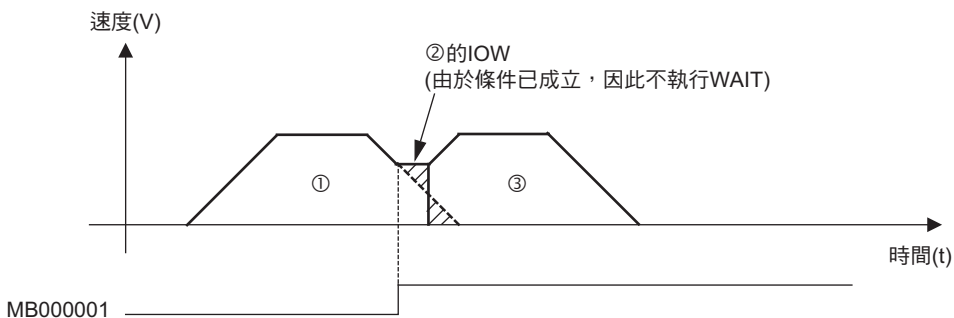 速度(V)
②的IOW
(由於條件已成立,因此不執行WAIT)
①
③
時間(t)
MB000001